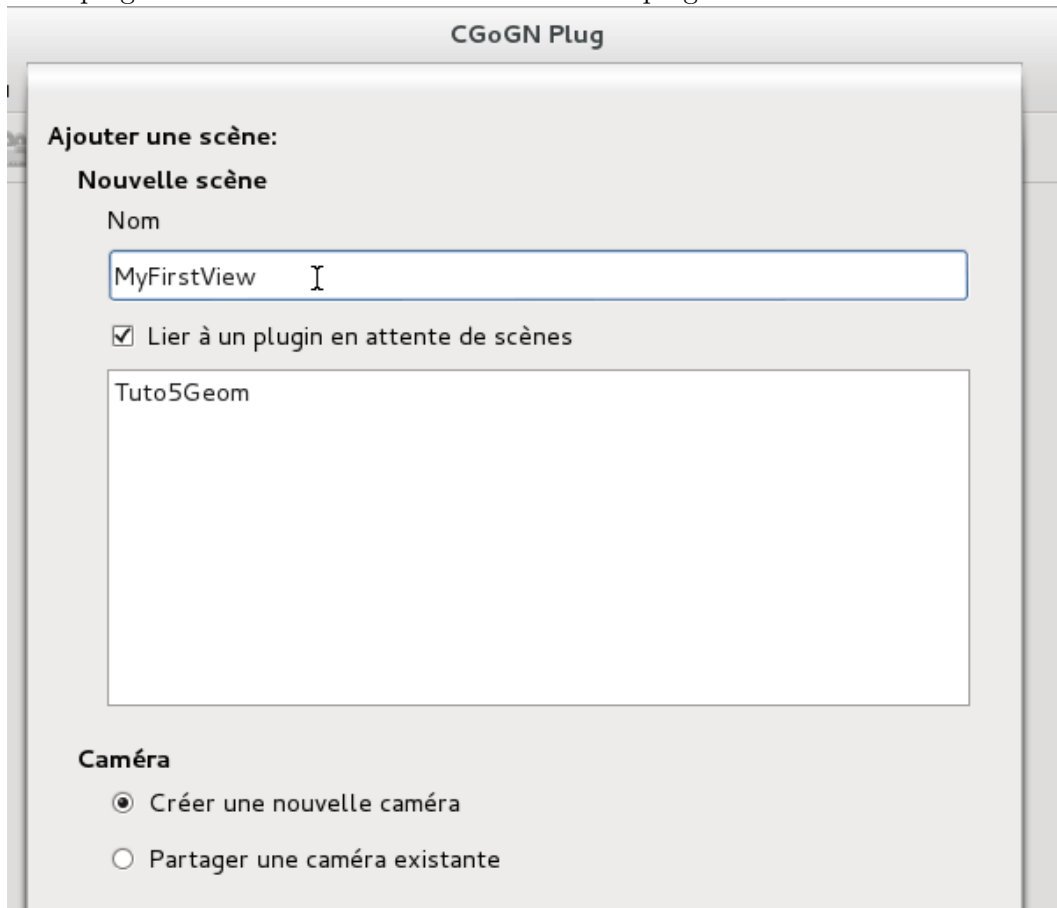 CGoGN Plug
Ajouter une scène:
Nouvelle scène
Nom
MyFirstView
Lier à un plugin en attente de scènes
Tuto5Geom
Caméra
Créer une nouvelle caméra
Partager une caméra existante